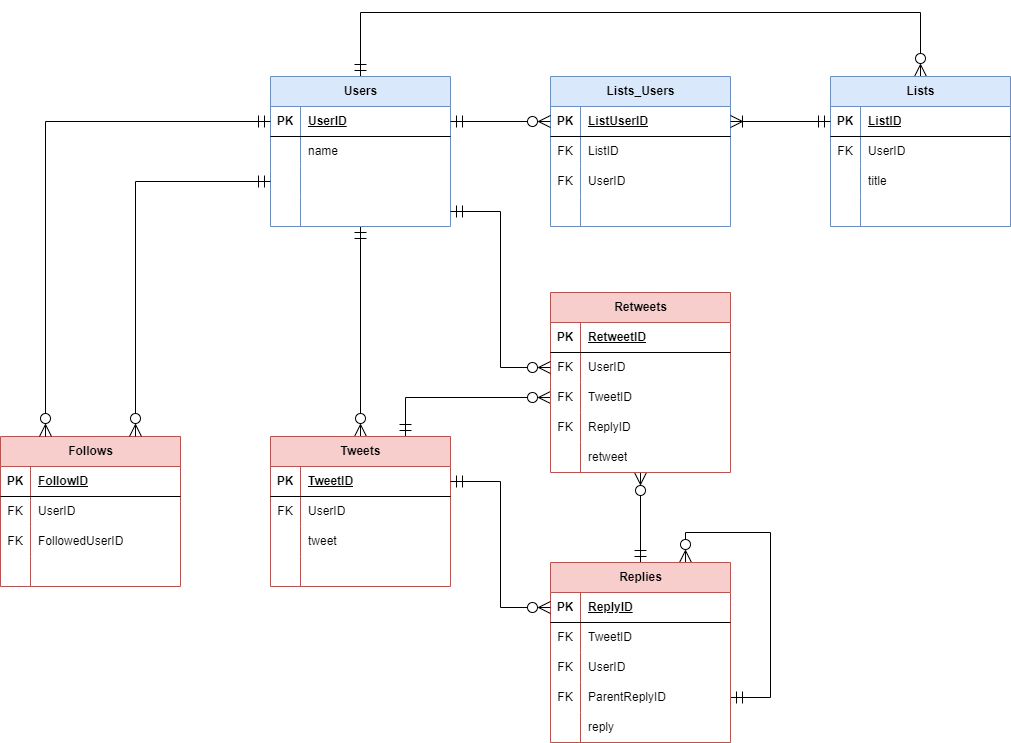 Users
PK UserID
name
Lists_Users
PK ListUserID
FK ListID
FK UserID
Lists
PK ListID
FK UserID
title
Retweets
PK RetweetID
FK UserID
FK TweetID
FK ReplyID
retweet
Follows
PK FollowID
FK UserID
FK FollowedUserID
Tweets
PK TweetID
FK UserID
tweet
Replies
PK ReplyID
FK TweetID
FK UserID
FK ParentReplyID
reply